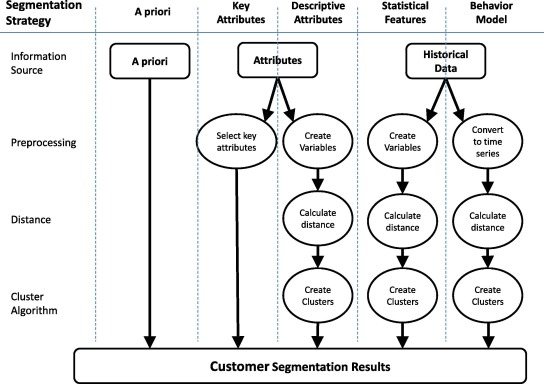 Segmentation
Strategy
A priori
Key
Attributes
Descriptive
Attributes
Statistical
Features
Behavior
Model
Information
Source
A priori
Attributes
Historical
Data
Preprocessing
Select key
attributes
Create
Variables
Create
Variables
Convert
to time
series
Distance
Calculate
distance
Calculate
distance
Calculate
distance
Cluster
Algorithm
Create
Clusters
Create
Clusters
Create
Clusters
Customer Segmentation Results